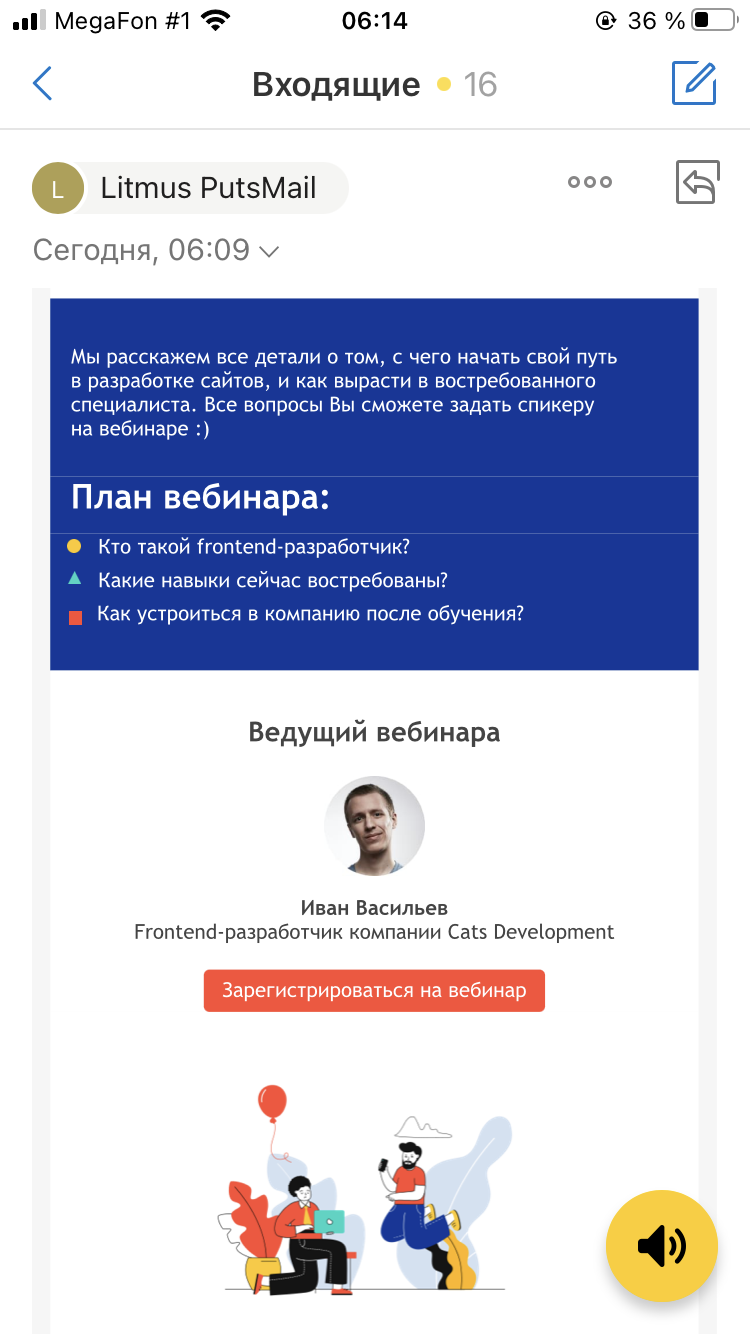 MegaFon #1 06:14 36 %
Входящие 16
L Litmus PutsMail
Сегодня, 06:09
Мы расскажем все детали о том, с чего начать свой путь
в разработке сайтов, и как вырасти в востребованного
специалиста. Все вопросы Вы сможете задать спикеру
на вебинаре :)
План вебинара:
Кто такой frontend-разработчик?
Какие навыки сейчас востребованы?
Как устроиться в компанию после обучения?
Ведущий вебинара
Иван Васильев
Frontend-разработчик компании Cats Development
Зарегистрироваться на вебинар